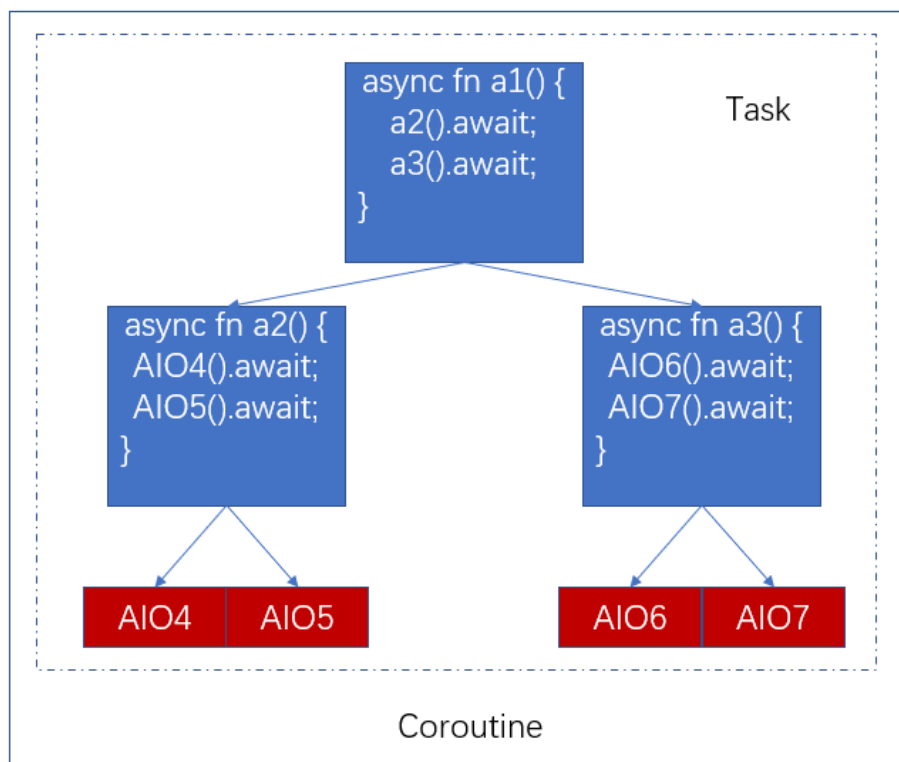 async fn a1() {
a2().await;
a3().await;
}
Task
async fn a2() {
AIO4().await;
AIO5().await;
}
async fn a3() {
AIO6().await;
AIO7().await;
}
AIO4
AIO5
AIO6
AIO7
Coroutine